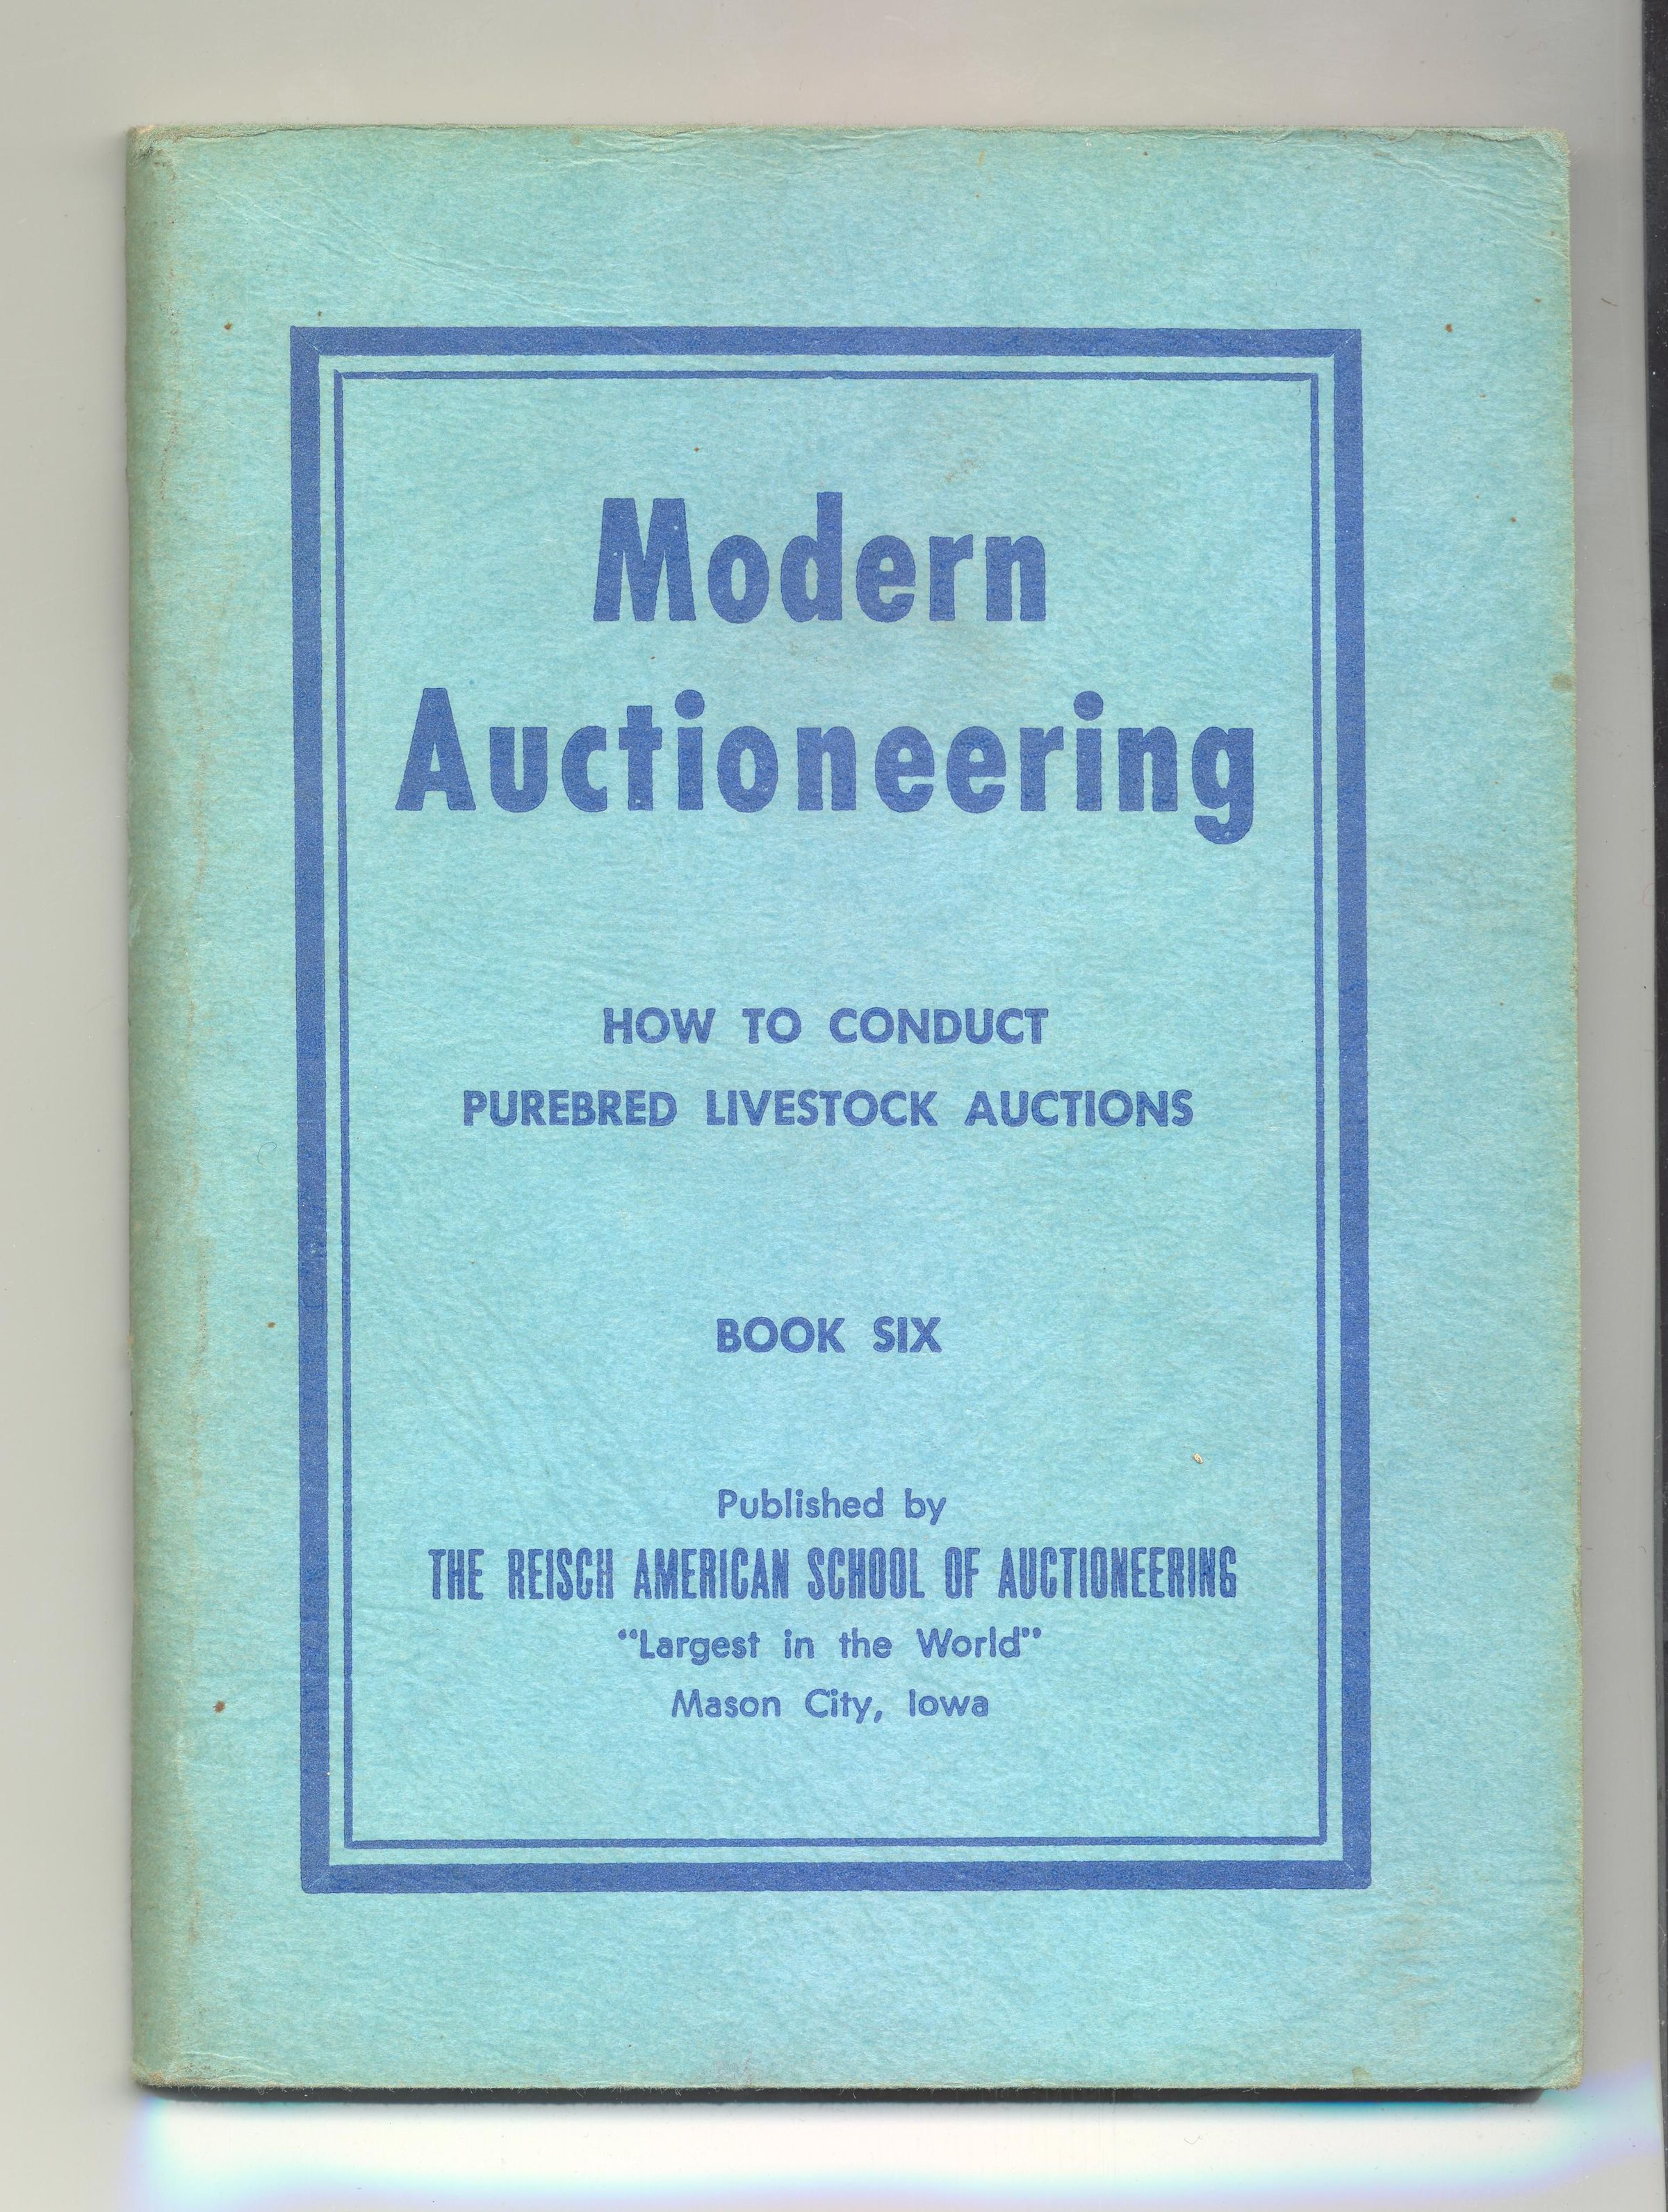 Modern
Auctioneering
HOW TO CONDUCT
PUREBRED LIVESTOCK AUCTIONS
BOOK SIX
Published by
THE REISCH AMERICAN SCHOOL OF AUCTIONEERING
"Largest in the World"
Mason City, Iowa